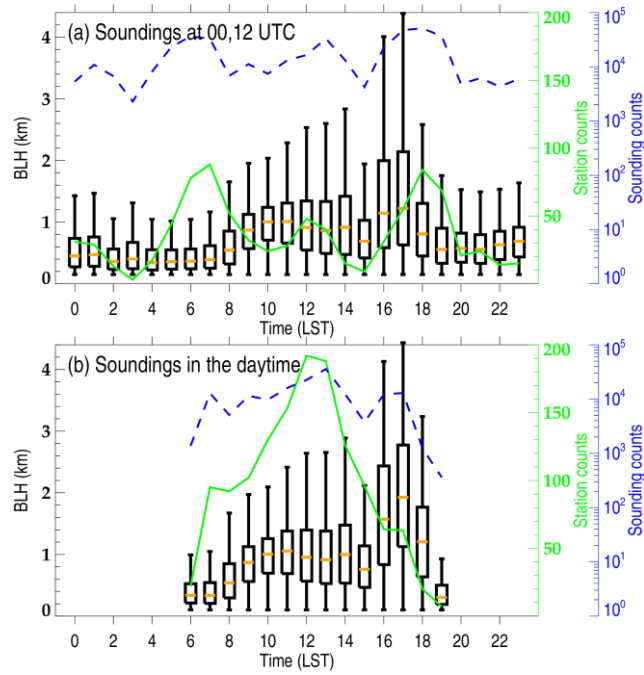 (a) Soundings at 00,12 UTC
BLH (km)
4
3
2
1
0
200
150
100
50
Station counts
10^5
10^4
10^3
10^2
10^1
10^0
Sounding counts
0 2 4 6 8 10 12 14 16 18 20 22
Time (LST)
(b) Soundings in the daytime
BLH (km)
4
3
2
1
0
200
150
100
50
Station counts
10^5
10^4
10^3
10^2
10^1
10^0
Sounding counts
0 2 4 6 8 10 12 14 16 18 20 22
Time (LST)